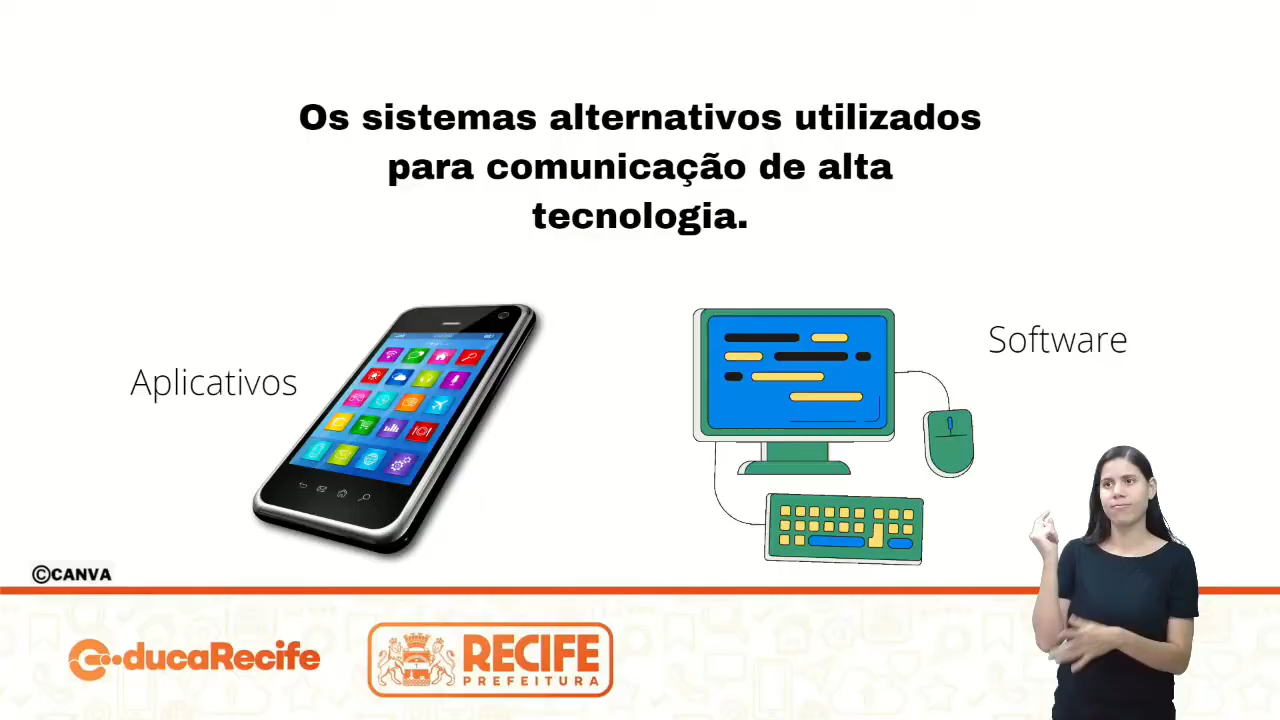 Os sistemas alternativos utilizados
para comunicação de alta
tecnologia.
Aplicativos
Software
©CANVA
educaRecife
RECIFE
PREFEITURA